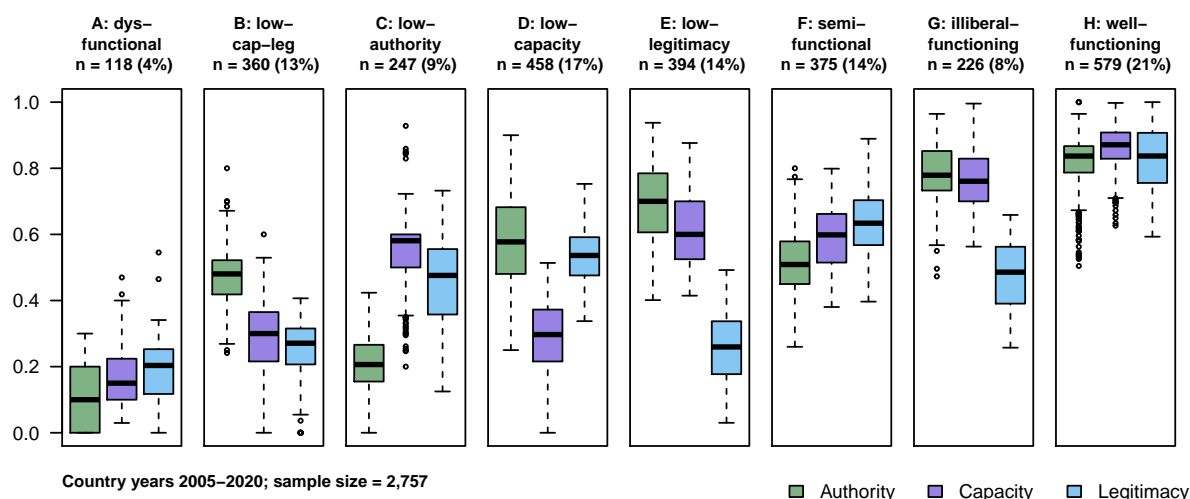 A: dys–
functional
n = 118 (4%)
B: low–
cap–leg
n = 360 (13%)
C: low–
authority
n = 247 (9%)
D: low–
capacity
n = 458 (17%)
E: low–
legitimacy
n = 394 (14%)
F: semi–
functional
n = 375 (14%)
G: illiberal–
functioning
n = 226 (8%)
H: well–
functioning
n = 579 (21%)
1.0
0.8
0.6
0.4
0.2
0.0
Country years 2005–2020; sample size = 2,757
Authority
Capacity
Legitimacy